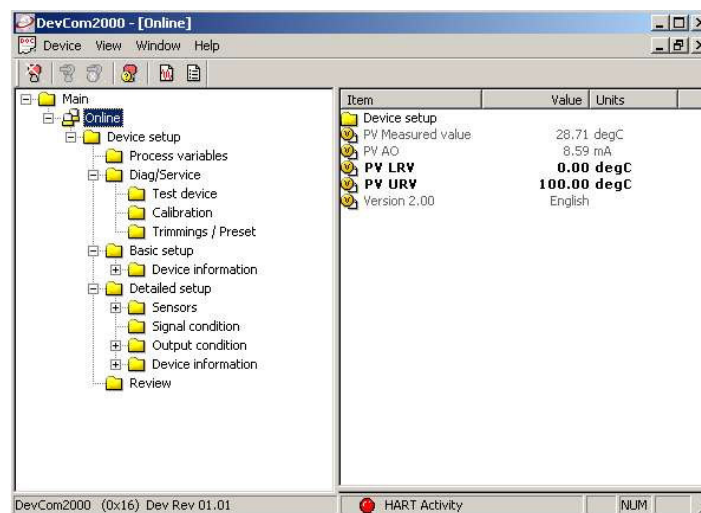 DevCom2000 - [Online]
Device View Window Help
Main
Online
Device setup
Process variables
Diag/Service
Test device
Calibration
Trimmings / Preset
Basic setup
Device information
Detailed setup
Sensors
Signal condition
Output condition
Device information
Review
Item Value Units
Device setup
PV Measured value 28.71 degC
PV AO 8.59 mA
PV LRV 0.00 degC
PV URV 100.00 degC
Version 2.00 English
DevCom2000 (0x16) Dev Rev 01.01
HART Activity
NUM